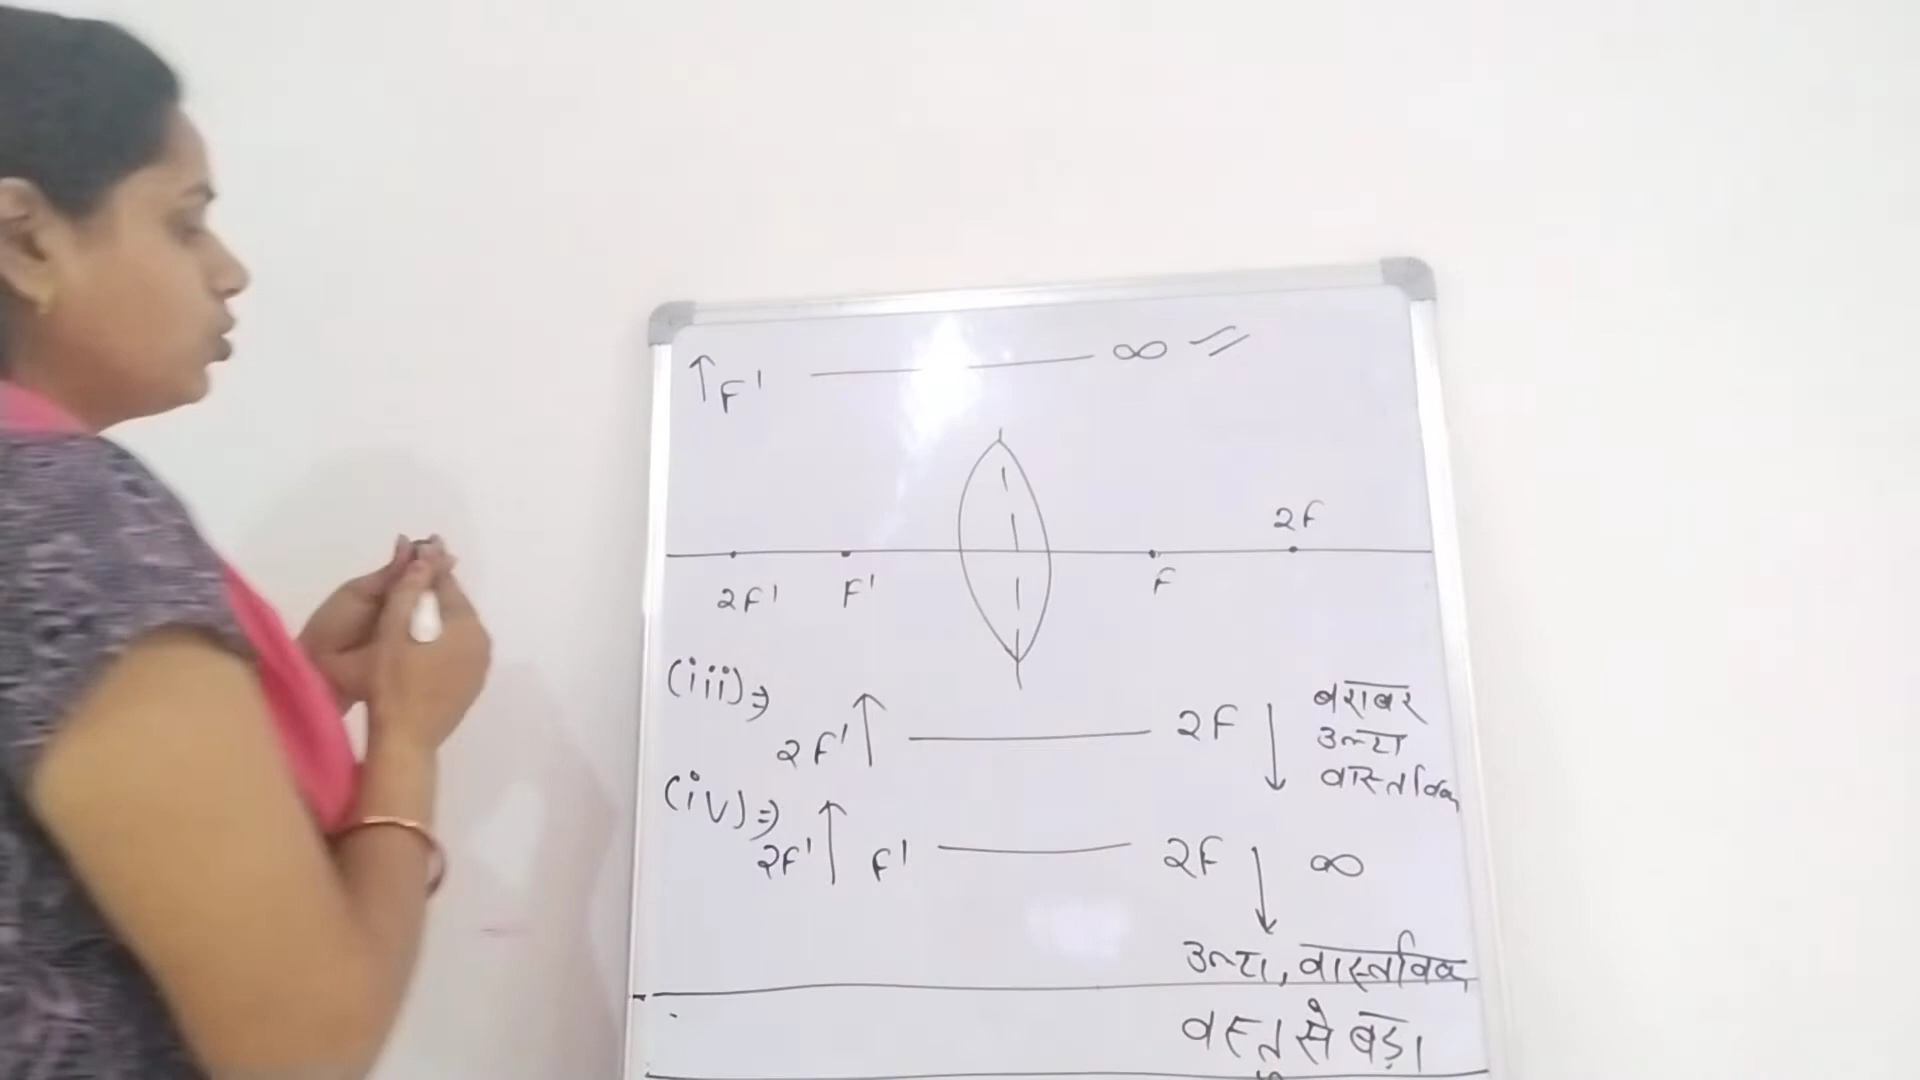 ↑F' —— ∞ =
2F
2F' F' F
(iii)⇒
2F'↑ —— 2F ↓ बराबर
उल्टा
वास्तविक
(iv)⇒
2F'↑ F' —— 2F ↓ ∞
उल्टा, वास्तविक
वस्तु से बड़ा